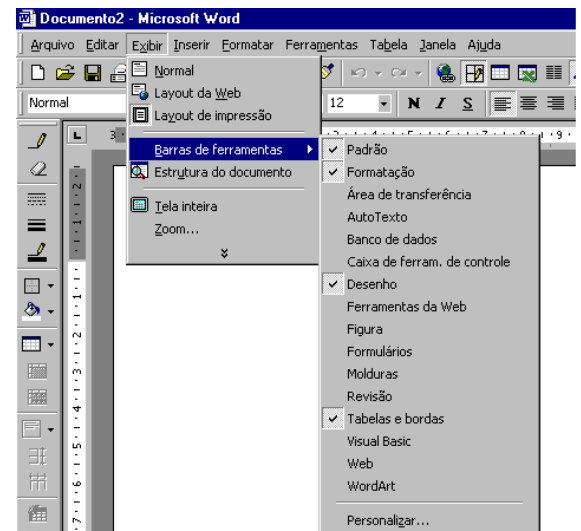 Documento2 - Microsoft Word
Arquivo Editar Exibir Inserir Formatar Ferramentas Tabela Janela Ajuda
Normal 12 N I S
Normal
Layout da Web
Layout de impressão
Barras de ferramentas
Estrutura do documento
Tela inteira
Zoom...
Padrão
Formatação
Área de transferência
AutoTexto
Banco de dados
Caixa de ferram. de controle
Desenho
Ferramentas da Web
Figura
Formulários
Molduras
Revisão
Tabelas e bordas
Visual Basic
Web
WordArt
Personalizar...